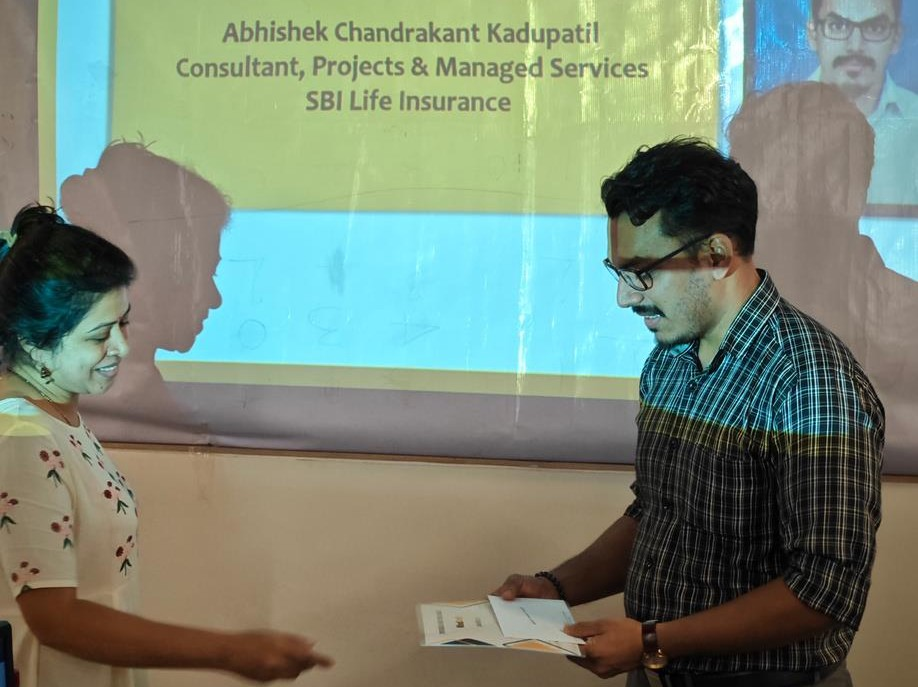 Abhishek Chandrakant Kadupatil
Consultant, Projects & Managed Services
SBI Life Insurance